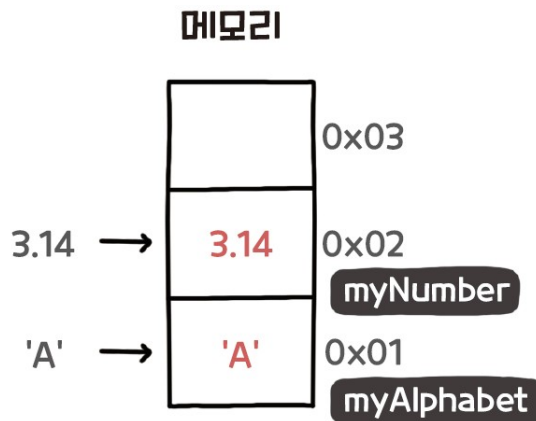 메모리
0x03
3.14 → 3.14 0x02
myNumber
'A' → 'A' 0x01
myAlphabet